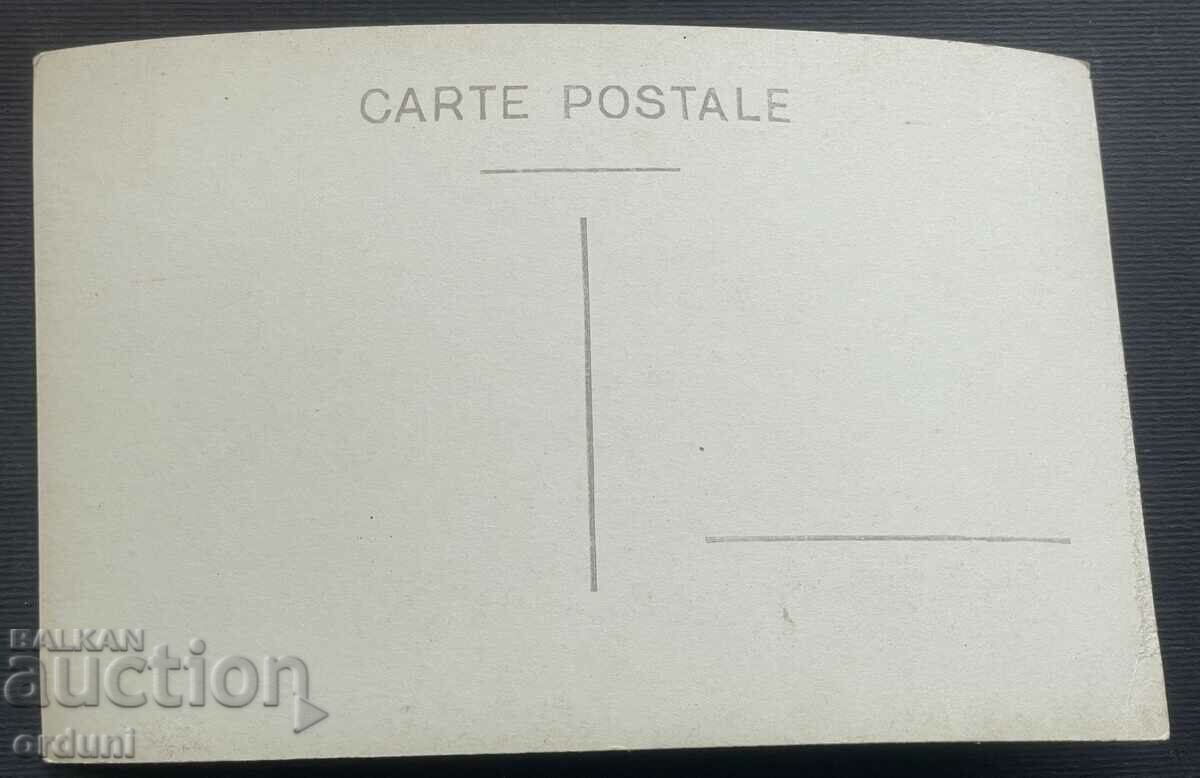 CARTE POSTALE
BALKAN
auction
orduni